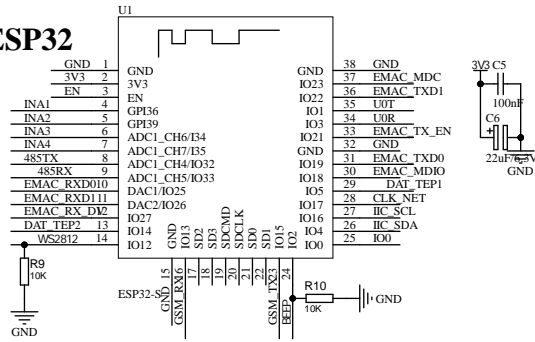 U1
ESP32
GND 1 GND GND 38 GND
3V3 2 3V3 IO23 37 EMAC_MDC
EN 3 EN IO22 36 EMAC_TXD1
INA1 4 GPI36 IO1 35 U0T
INA2 5 GPI39 IO3 34 U0R
INA3 6 ADC1_CH6/I34 IO21 33 EMAC_TX_EN
INA4 7 ADC1_CH7/I35 GND 32 GND
485TX 8 ADC1_CH4/IO32 IO19 31 EMAC_TXD0
485RX 9 ADC1_CH5/IO33 IO18 30 EMAC_MDIO
EMAC_RXD0 10 DAC1/IO25 IO5 29 DAT_TEP1
EMAC_RXD1 11 DAC2/IO26 IO17 28 CLK_NET
EMAC_RX_DV 12 IO27 IO16 27 IIC_SCL
DAT_TEP2 13 IO14 IO4 26 IIC_SDA
WS2812 14 IO12 IO0 25 IO0
GND IO13 SD2 SD3 SDCMD SDCLK SD0 SD1 IO15 IO2
15 16 17 18 19 20 21 22 23 24
GND GSM_RX GSM_TX BEEP
ESP32-S
R9
10K
GND
R10
10K
GND
3V3 C5
100nF
C6
+
22uF/6.3V
GND